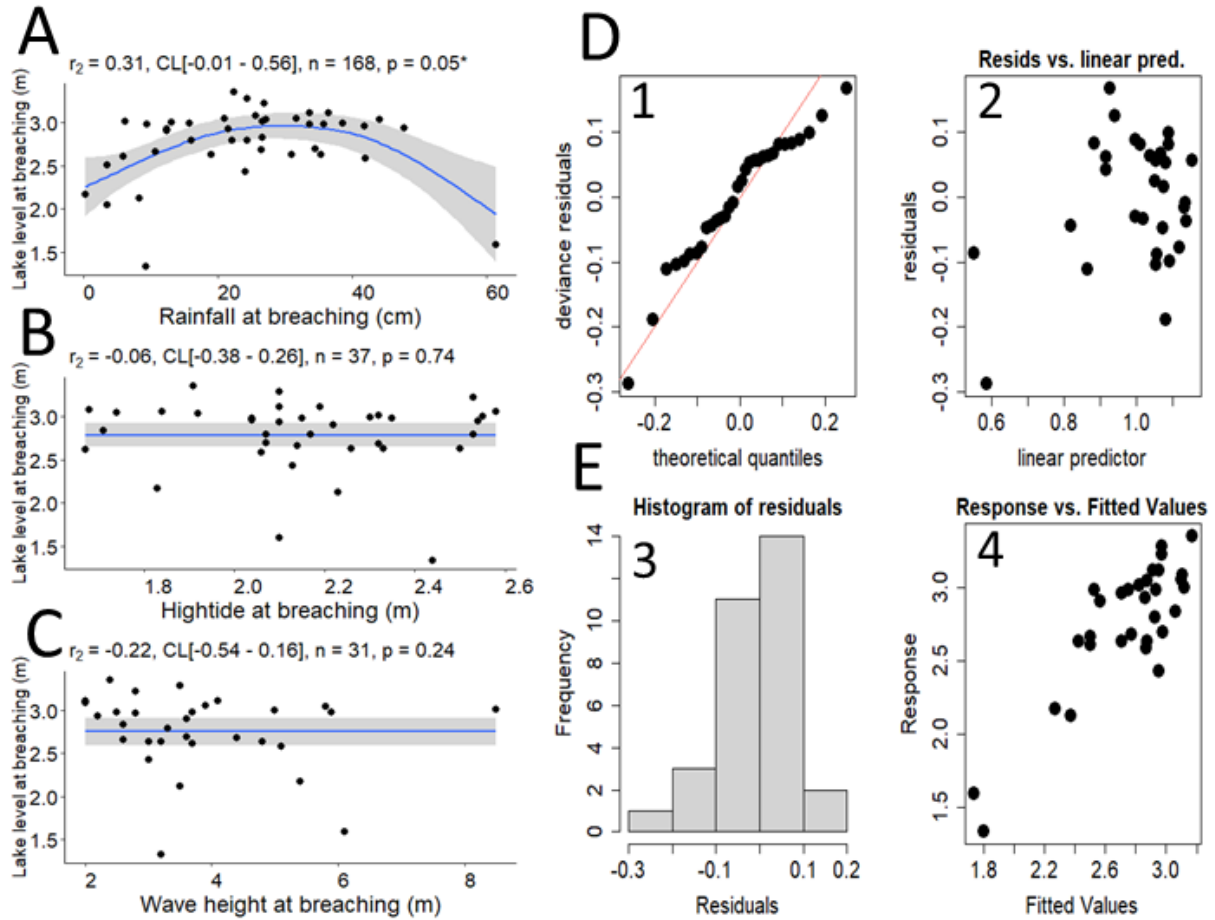 A
r₂ = 0.31, CL[-0.01 - 0.56], n = 168, p = 0.05*
Lake level at breaching (m)
3.0
2.5
2.0
1.5
0 20 40 60
Rainfall at breaching (cm)
B
r₂ = -0.06, CL[-0.38 - 0.26], n = 37, p = 0.74
Lake level at breaching (m)
3.0
2.5
2.0
1.5
1.8 2.0 2.2 2.4 2.6
Hightide at breaching (m)
C
r₂ = -0.22, CL[-0.54 - 0.16], n = 31, p = 0.24
Lake level at breaching (m)
3.0
2.5
2.0
1.5
2 4 6 8
Wave height at breaching (m)
D
1
deviance residuals
0.1
0.0
-0.1
-0.2
-0.3
-0.2 0.0 0.2
theoretical quantiles
Resids vs. linear pred.
2
residuals
0.1
0.0
-0.1
-0.2
-0.3
0.6 0.8 1.0
linear predictor
E
Histogram of residuals
3
Frequency
14
10
8
6
4
2
0
-0.3 -0.1 0.1 0.2
Residuals
Response vs. Fitted Values
4
Response
3.0
2.5
2.0
1.5
1.8 2.2 2.6 3.0
Fitted Values